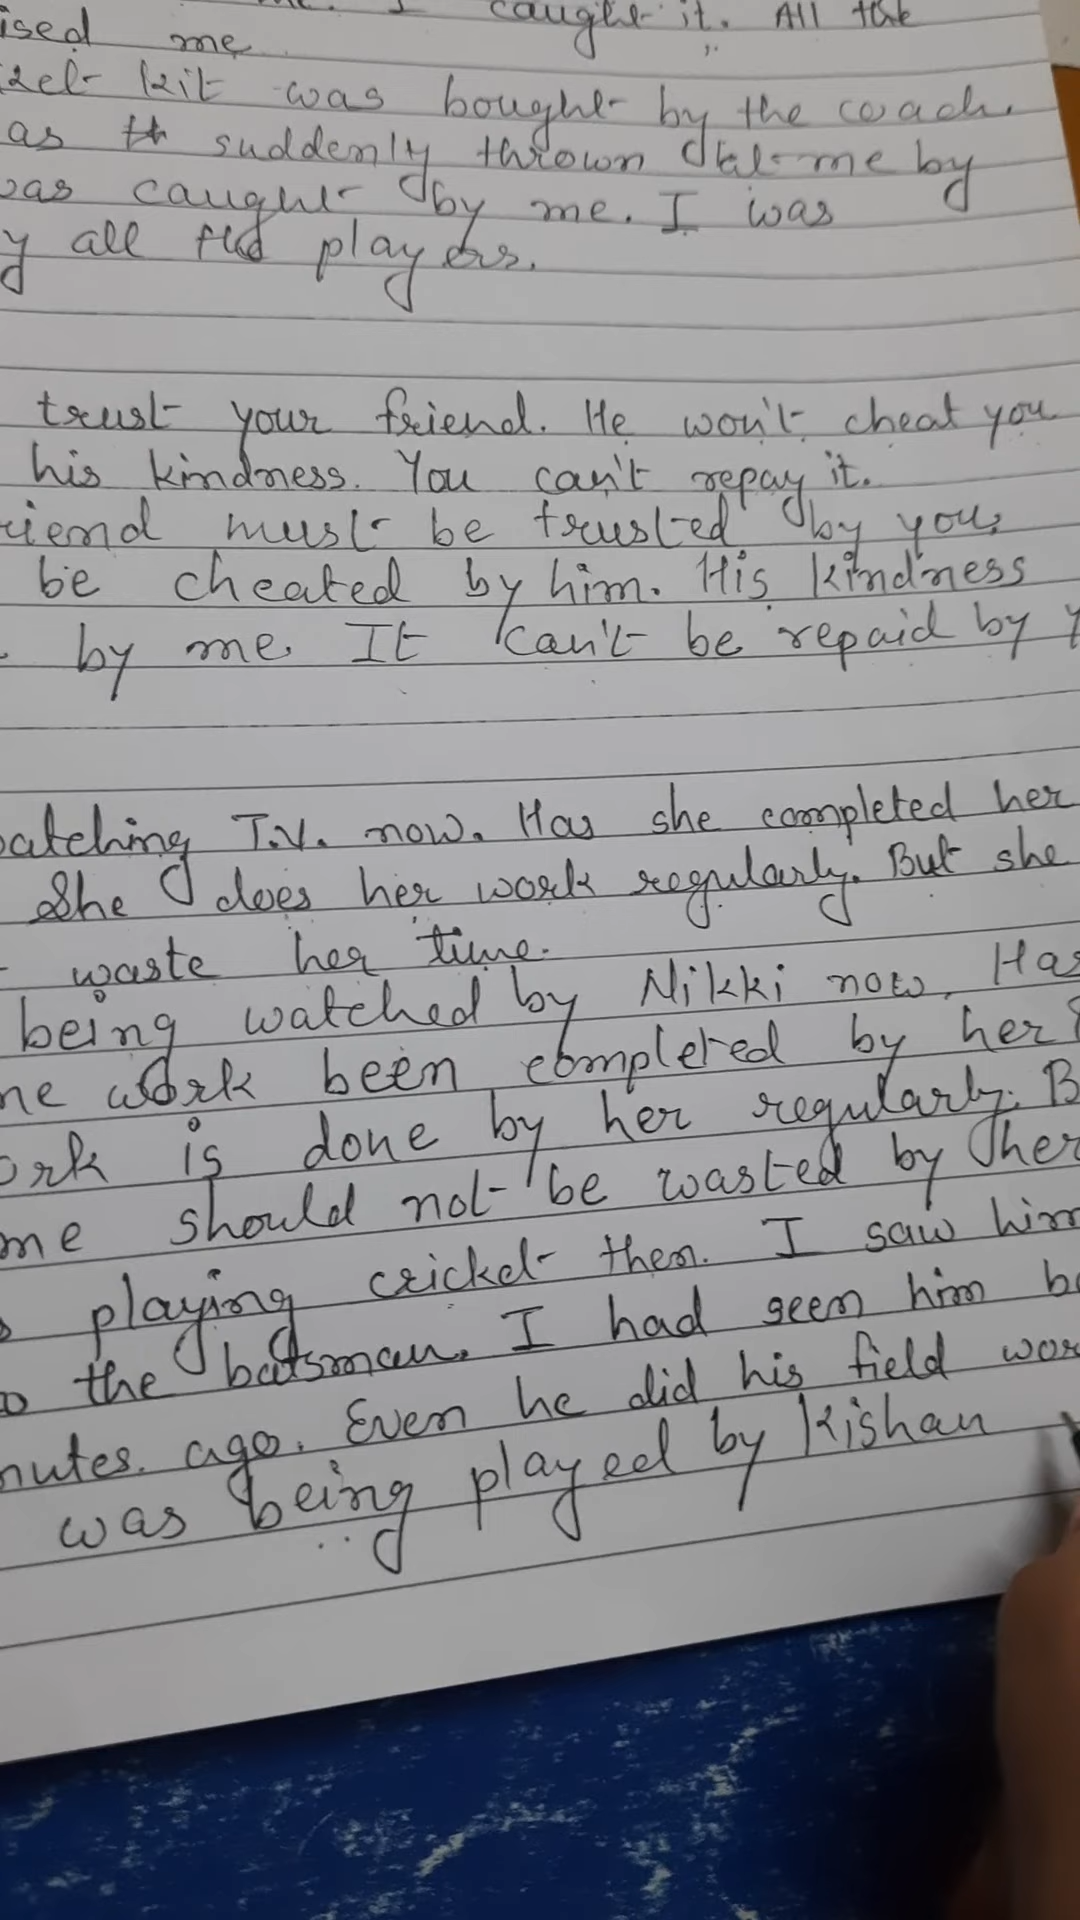 caught it. All the
ised me
kit was bought by the coach.
as suddenly thrown at me by
was caught by me. I was
y all the players.
trust your friend. He won't cheat you
his kindness. You can't repay it.
riend must be trusted by you.
be cheated by him. His kindness
by me. It can't be repaid by y
atching T.V. now. Has she completed her
She does her work regularly. But she
waste her time.
being watched by Nikki now. Has
me work been completed by her?
ork is done by her regularly. B
me should not be wasted by her
playing cricket then. I saw him
o the batsman. I had seen him b
nutes. ago. Even he did his field wor
was being played by Kishan